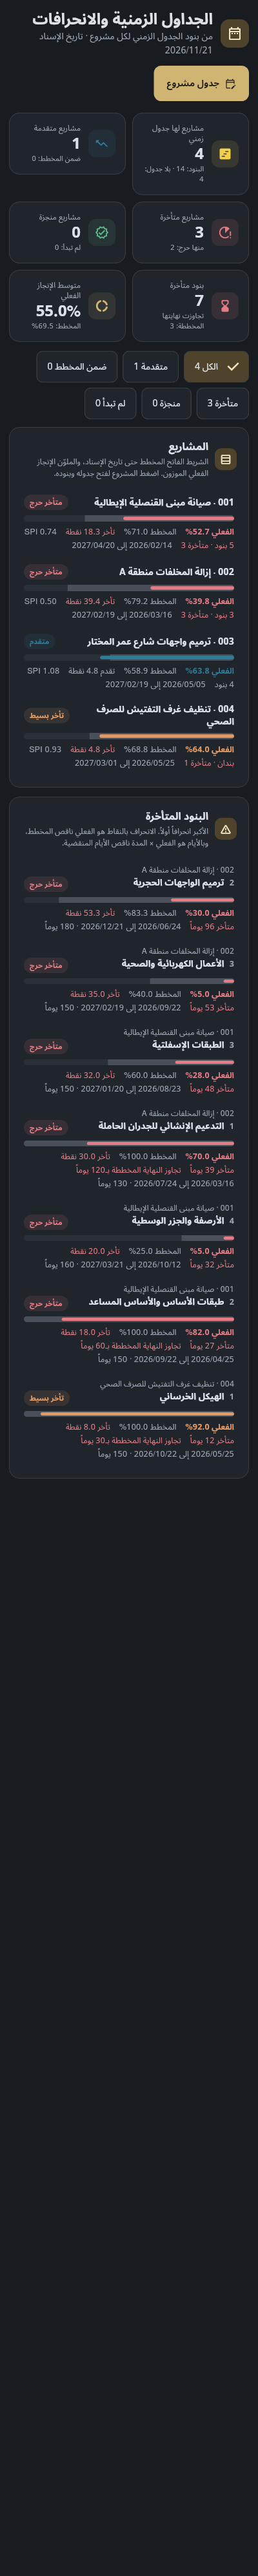 الجداول الزمنية والانحرافات
من بنود الجدول الزمني لكل مشروع · تاريخ الإسناد
2026/11/21
جدول مشروع
مشاريع لها جدول
زمني
4
البنود: 14 · بلا جدول:
4
مشاريع متقدمة
1
ضمن المخطط: 0
مشاريع متأخرة
3
منها حرج: 2
مشاريع منجزة
0
لم تبدأ: 0
بنود متأخرة
7
تجاوزت نهايتها
المخططة: 3
متوسط الإنجاز
الفعلي
55.0%
المخطط: 69.5%
الكل 4
متقدمة 1
ضمن المخطط 0
متأخرة 3
منجزة 0
لم تبدأ 0
المشاريع
الشريط الفاتح المخطط حتى تاريخ الإسناد، والملوّن الإنجاز
الفعلي الموزون. اضغط المشروع لفتح جدوله وبنوده.
001 · صيانة مبنى القنصلية الإيطالية
متأخر حرج
الفعلي 52.7% المخطط 71.0% تأخر 18.3 نقطة SPI 0.74
5 بنود · متأخرة 3 2026/02/14 إلى 2027/04/20
002 · إزالة المخلفات منطقة A
متأخر حرج
الفعلي 39.8% المخطط 79.2% تأخر 39.4 نقطة SPI 0.50
3 بنود · متأخرة 3 2026/03/16 إلى 2027/02/19
003 · ترميم واجهات شارع عمر المختار
متقدم
الفعلي 63.8% المخطط 58.9% تقدم 4.8 نقطة SPI 1.08
4 بنود 2026/05/05 إلى 2027/02/19
004 · تنظيف غرف التفتيش للصرف
الصحي
تأخر بسيط
الفعلي 64.0% المخطط 68.8% تأخر 4.8 نقطة SPI 0.93
بندان · متأخرة 1 2026/05/25 إلى 2027/03/01
البنود المتأخرة
الأكبر انحرافاً أولاً. الانحراف بالنقاط هو الفعلي ناقص المخطط،
وبالأيام هو الفعلي × المدة ناقص الأيام المنقضية.
002 · إزالة المخلفات منطقة A
2 ترميم الواجهات الحجرية
متأخر حرج
الفعلي 30.0% المخطط 83.3% تأخر 53.3 نقطة
متأخر 96 يوماً 2026/06/24 إلى 2026/12/21 · 180 يوماً
002 · إزالة المخلفات منطقة A
3 الأعمال الكهربائية والصحية
متأخر حرج
الفعلي 5.0% المخطط 40.0% تأخر 35.0 نقطة
متأخر 53 يوماً 2026/09/22 إلى 2027/02/19 · 150 يوماً
001 · صيانة مبنى القنصلية الإيطالية
3 الطبقات الإسفلتية
متأخر حرج
الفعلي 28.0% المخطط 60.0% تأخر 32.0 نقطة
متأخر 48 يوماً 2026/08/23 إلى 2027/01/20 · 150 يوماً
002 · إزالة المخلفات منطقة A
1 التدعيم الإنشائي للجدران الحاملة
متأخر حرج
الفعلي 70.0% المخطط 100.0% تأخر 30.0 نقطة
متأخر 39 يوماً تجاوز النهاية المخططة بـ120 يوماً
2026/03/16 إلى 2026/07/24 · 130 يوماً
001 · صيانة مبنى القنصلية الإيطالية
4 الأرصفة والجزر الوسطية
متأخر حرج
الفعلي 5.0% المخطط 25.0% تأخر 20.0 نقطة
متأخر 32 يوماً 2026/10/12 إلى 2027/03/21 · 160 يوماً
001 · صيانة مبنى القنصلية الإيطالية
2 طبقات الأساس والأساس المساعد
متأخر حرج
الفعلي 82.0% المخطط 100.0% تأخر 18.0 نقطة
متأخر 27 يوماً تجاوز النهاية المخططة بـ60 يوماً
2026/04/25 إلى 2026/09/22 · 150 يوماً
004 · تنظيف غرف التفتيش للصرف الصحي
1 الهيكل الخرساني
تأخر بسيط
الفعلي 92.0% المخطط 100.0% تأخر 8.0 نقطة
متأخر 12 يوماً تجاوز النهاية المخططة بـ30 يوماً
2026/05/25 إلى 2026/10/22 · 150 يوماً